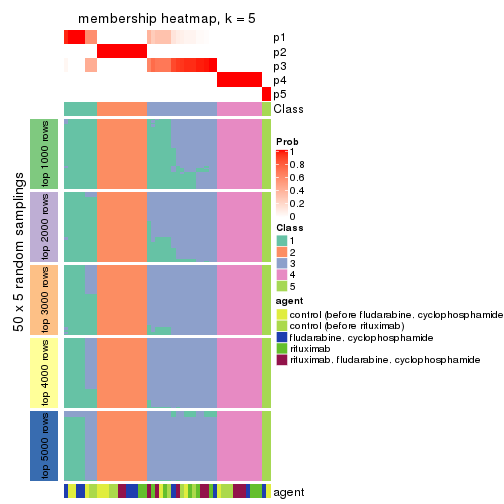 membership heatmap, k = 5
p1
p2
p3
p4
p5
Class
50 x 5 random samplings
top 1000 rows
top 2000 rows
top 3000 rows
top 4000 rows
top 5000 rows
Prob
1
0.8
0.6
0.4
0.2
0
Class
1
2
3
4
5
agent
control (before fludarabine. cyclophosphamide
control (before rituximab)
fludarabine. cyclophosphamide
rituximab
rituximab. fludarabine. cyclophosphamide
agent